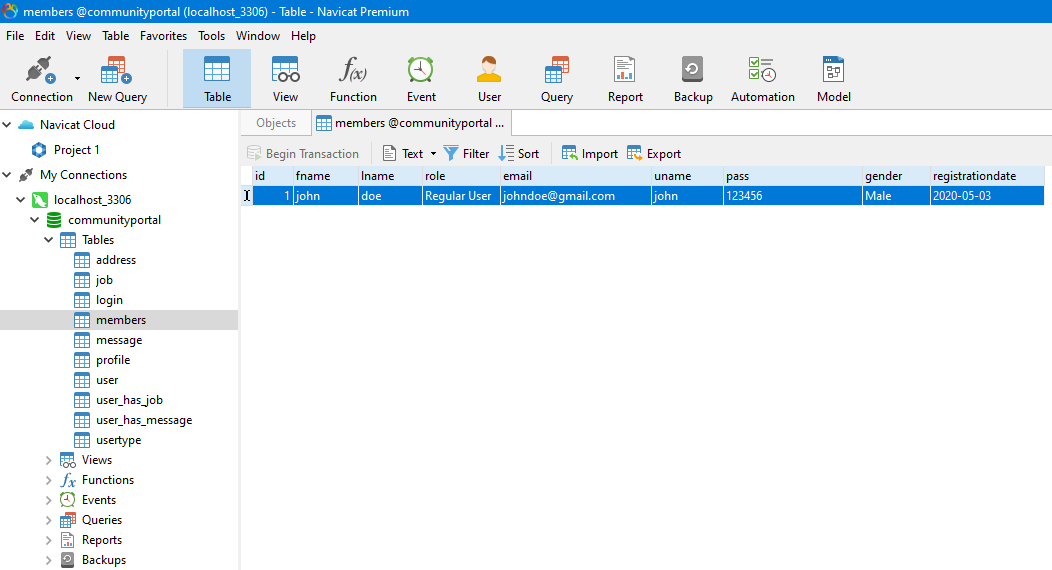 members @communityportal (localhost_3306) - Table - Navicat Premium
File Edit View Table Favorites Tools Window Help
Connection New Query Table View f(x) Function Event User Query Report Backup Automation Model
Navicat Cloud
Project 1
My Connections
localhost_3306
communityportal
Tables
address
job
login
members
message
profile
user
user_has_job
user_has_message
usertype
Views
fx Functions
Events
Queries
Reports
Backups
Objects members @communityportal ...
Begin Transaction Text Filter Sort Import Export
id fname lname role email uname pass gender registrationdate
1 john doe Regular User johndoe@gmail.com john 123456 Male 2020-05-03